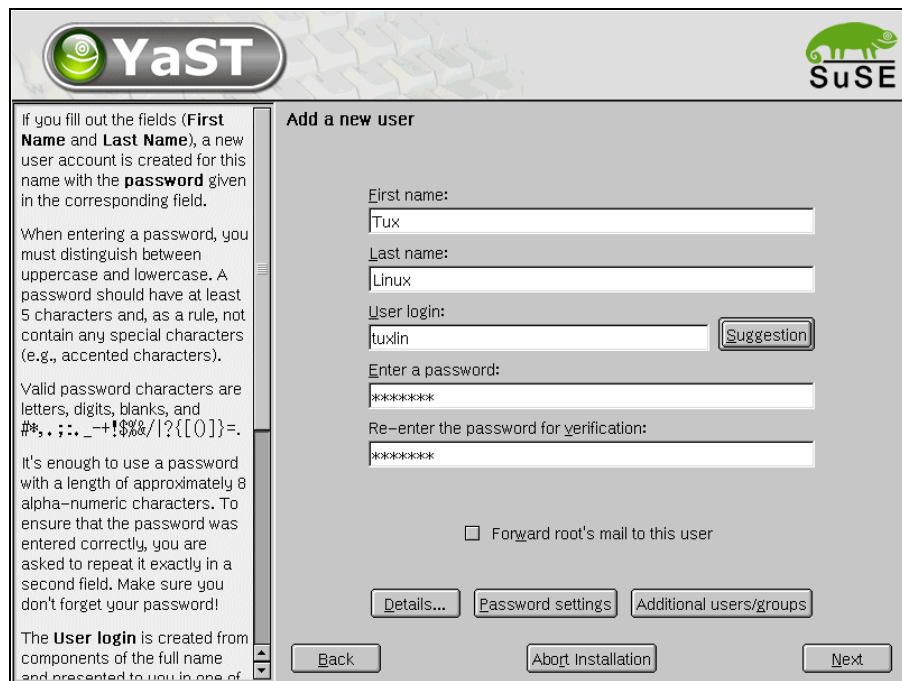 YaST
SuSE
If you fill out the fields (First
Name and Last Name), a new
user account is created for this
name with the password given
in the corresponding field.
When entering a password, you
must distinguish between
uppercase and lowercase. A
password should have at least
5 characters and, as a rule, not
contain any special characters
(e.g., accented characters).
Valid password characters are
letters, digits, blanks, and
#*,.;:._-+!$%&/|?{[()]}=.
It's enough to use a password
with a length of approximately 8
alpha-numeric characters. To
ensure that the password was
entered correctly, you are
asked to repeat it exactly in a
second field. Make sure you
don't forget your password!
The User login is created from
components of the full name
and presented to you in one of
Add a new user
First name:
Tux
Last name:
Linux
User login:
tuxlin
Suggestion
Enter a password:
*******
Re-enter the password for verification:
*******
Forward root's mail to this user
Details...
Password settings
Additional users/groups
Back
Abort Installation
Next